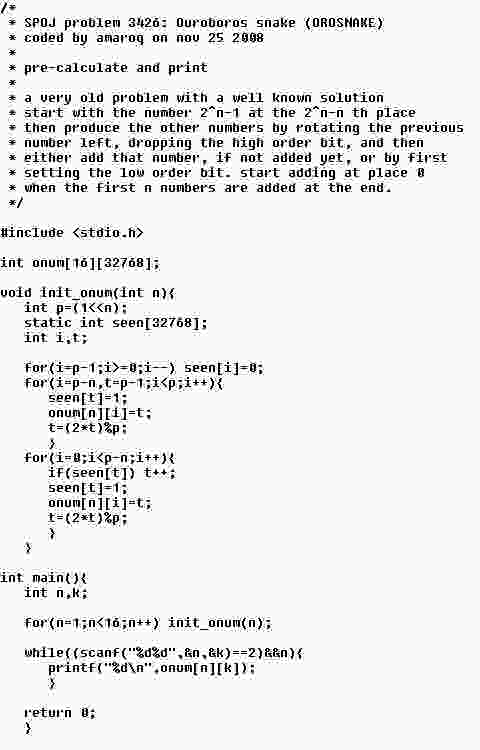 /*
 * SPOJ problem 3426: Ouroboros snake (OROSNAKE)
 * coded by amaroq on nov 25 2008
 *
 * pre-calculate and print
 *
 * a very old problem with a well known solution
 * start with the number 2^n-1 at the 2^n-n th place
 * then produce the other numbers by rotating the previous
 * number left, dropping the high order bit, and then
 * either add that number, if not added yet, or by first
 * setting the low order bit. start adding at place 0
 * when the first n numbers are added at the end.
 */
#include <stdio.h>
int onum[16][32768];
void init_onum(int n){
   int p=(1<<n);
   static int seen[32768];
   int i,t;
   for(i=p-1;i>=0;i--) seen[i]=0;
   for(i=p-n,t=p-1;i<p;i++){
      seen[t]=1;
      onum[n][i]=t;
      t=(2*t)%p;
      }
   for(i=0;i<p-n;i++){
      if(seen[t]) t++;
      seen[t]=1;
      onum[n][i]=t;
      t=(2*t)%p;
      }
   }
int main(){
   int n,k;
   for(n=1;n<16;n++) init_onum(n);
   while((scanf("%d%d",&n,&k)==2)&&n){
      printf("%d\n",onum[n][k]);
      }
   return 0;
   }